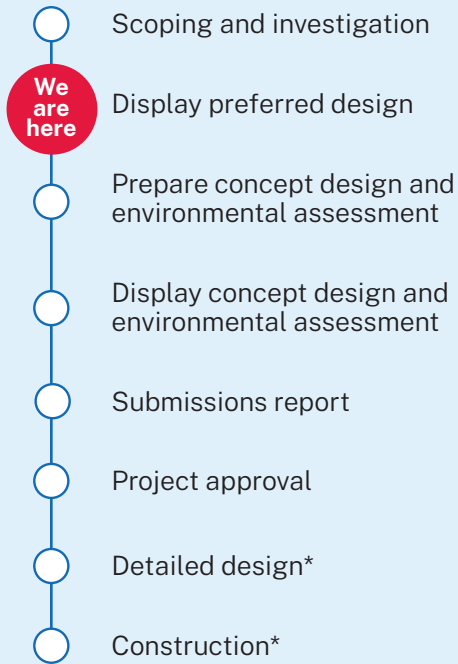 Scoping and investigation
We
are
here
Display preferred design
Prepare concept design and
environmental assessment
Display concept design and
environmental assessment
Submissions report
Project approval
Detailed design*
Construction*